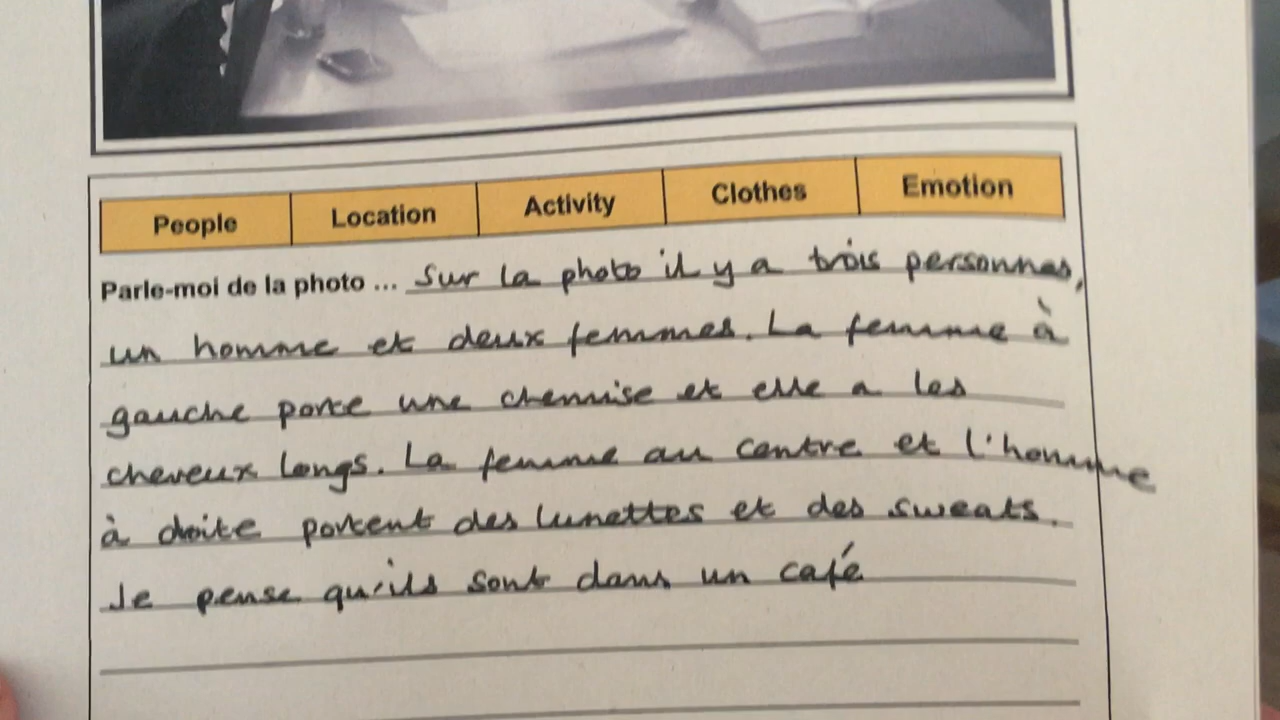 People Location Activity Clothes Emotion
Parle-moi de la photo ... Sur la photo il y a trois personnes,
un homme et deux femmes. La femme à
gauche porte une chemise et elle a les
cheveux longs. La femme au centre et l'homme
à droite portent des lunettes et des sweats.
Je pense qu'ils sont dans un café